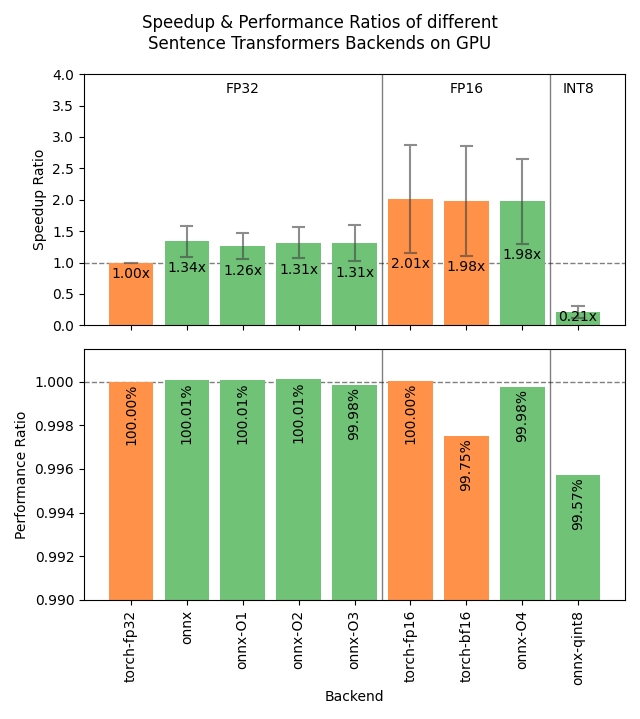 Speedup & Performance Ratios of different
Sentence Transformers Backends on GPU
FP32
FP16
INT8
Speedup Ratio
4.0
3.5
3.0
2.5
2.0
1.5
1.0
0.5
0.0
1.00x
1.34x
1.26x
1.31x
1.31x
2.01x
1.98x
1.98x
0.21x
Performance Ratio
1.000
0.998
0.996
0.994
0.992
0.990
100.00%
100.01%
100.01%
100.01%
99.98%
100.00%
99.75%
99.98%
99.57%
torch-fp32
onnx
onnx-O1
onnx-O2
onnx-O3
torch-fp16
torch-bf16
onnx-O4
onnx-qint8
Backend